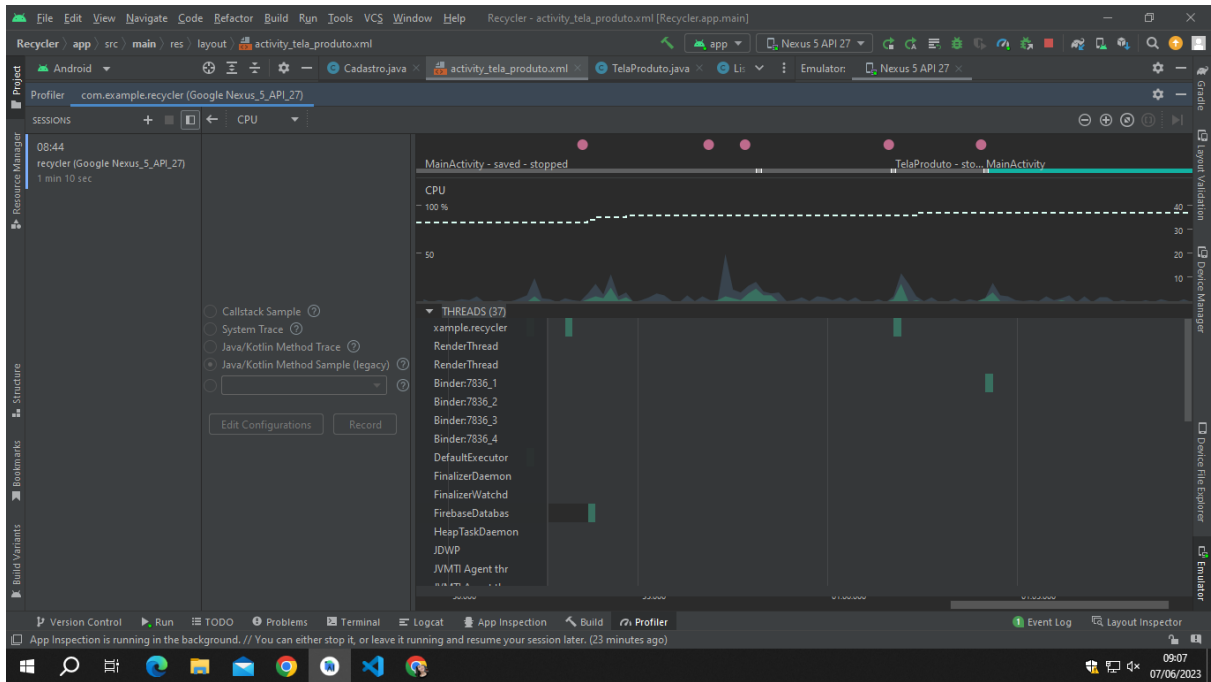 File Edit View Navigate Code Refactor Build Run Tools VCS Window Help Recycler - activity_tela_produto.xml [Recycler.app.main]
Recycler app src main res layout activity_tela_produto.xml app Nexus 5 API 27
Android Cadastro.java activity_tela_produto.xml TelaProduto.java Lis Emulator: Nexus 5 API 27
Profiler com.example.recycler (Google Nexus_5_API_27)
SESSIONS CPU
08:44
recycler (Google Nexus_5_API_27)
1 min 10 sec
MainActivity - saved - stopped TelaProduto - sto... MainActivity
CPU
100 % 40
30
50 20
10
Callstack Sample
System Trace
Java/Kotlin Method Trace
Java/Kotlin Method Sample (legacy)
Edit Configurations Record
THREADS (37)
xample.recycler
RenderThread
RenderThread
Binder:7836_1
Binder:7836_2
Binder:7836_3
Binder:7836_4
DefaultExecutor
FinalizerDaemon
FinalizerWatchd
FirebaseDatabas
HeapTaskDaemon
JDWP
JVMTI Agent thr
Project
Resource Manager
Structure
Bookmarks
Build Variants
Gradle
Layout Validation
Device Manager
Device File Explorer
Emulator
Version Control Run TODO Problems Terminal Logcat App Inspection Build Profiler 1 Event Log Layout Inspector
App Inspection is running in the background. // You can either stop it, or leave it running and resume your session later. (23 minutes ago)
09:07
07/06/2023